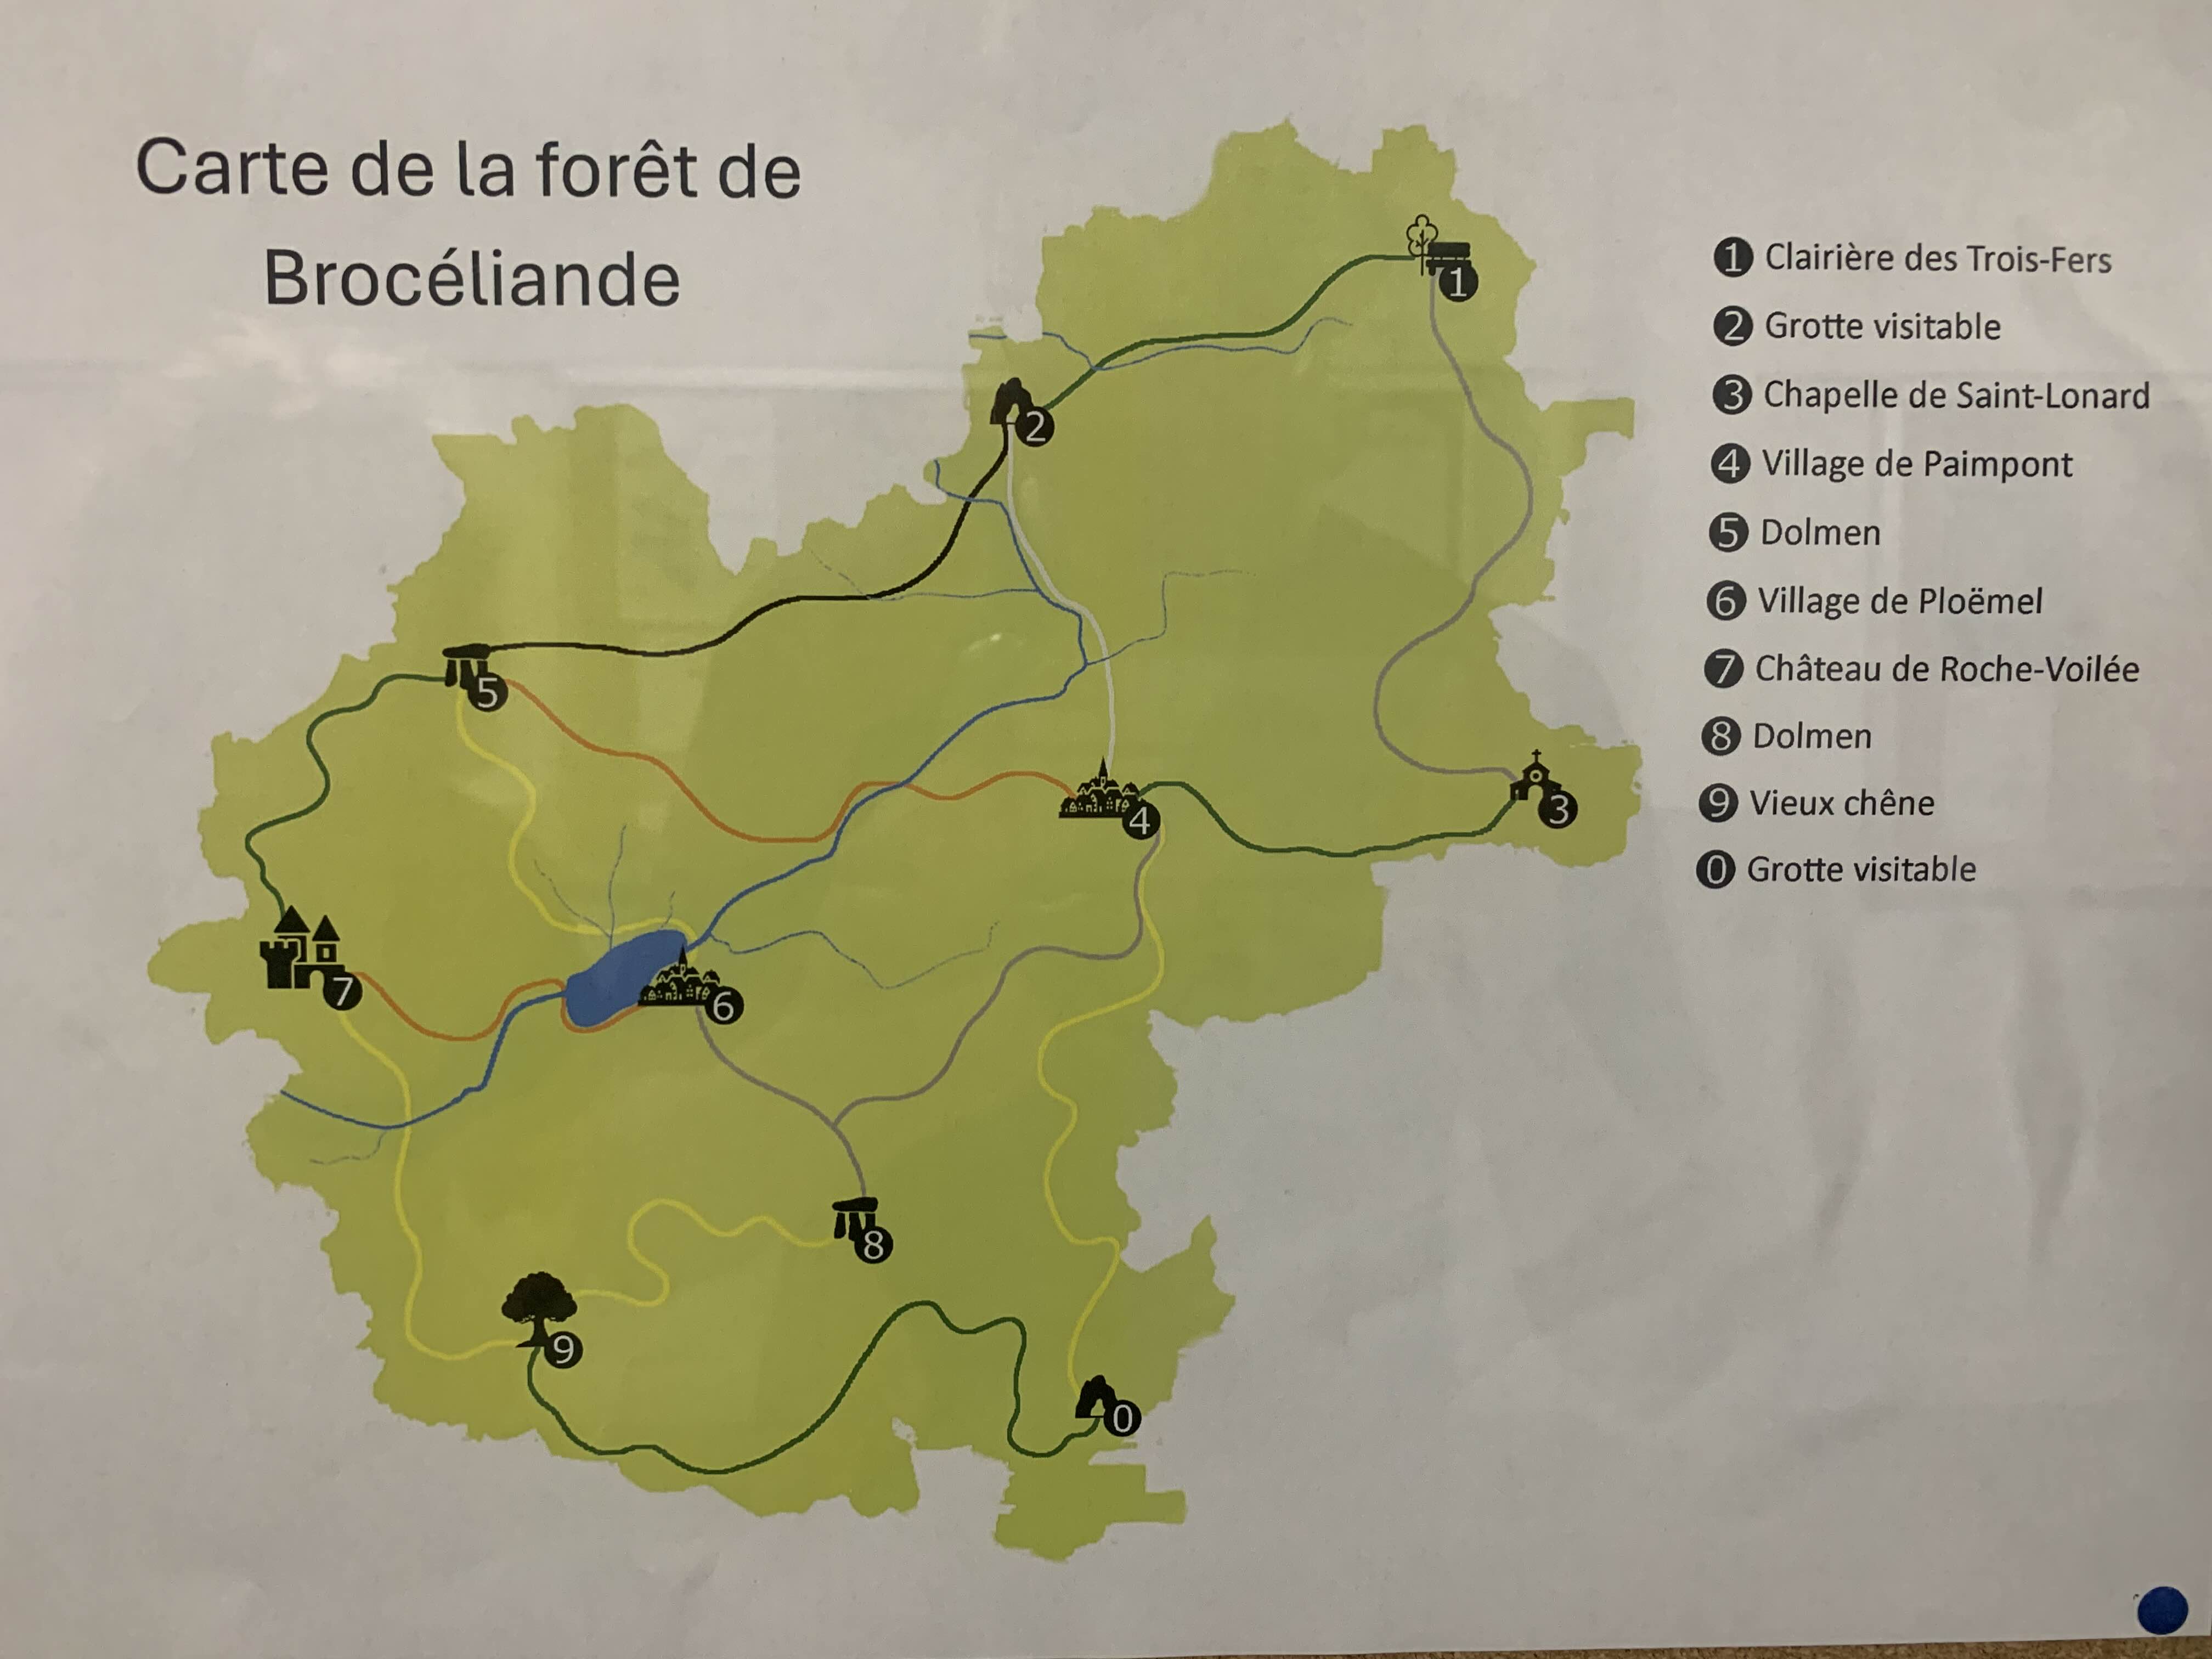 Carte de la forêt de
Brocéliande
1 Clairière des Trois-Fers
2 Grotte visitable
3 Chapelle de Saint-Lonard
4 Village de Paimpont
5 Dolmen
6 Village de Ploëmel
7 Château de Roche-Voilée
8 Dolmen
9 Vieux chêne
0 Grotte visitable
1
2
5
4
3
7
6
8
9
0